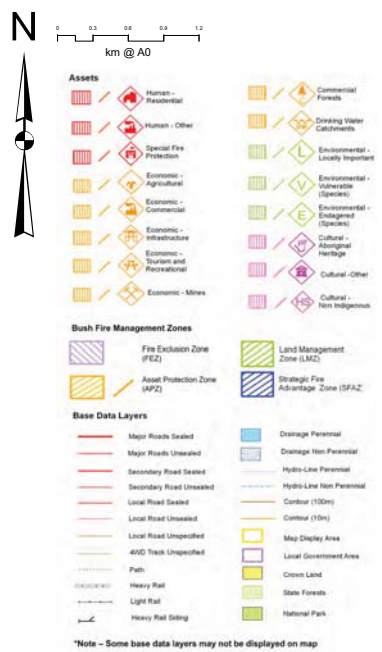 N
0 0.3 0.6 0.9 1.2
km @ A0
Assets
Human -
Residential
Human - Other
Special Fire
Protection
Economic -
Agricultural
Economic -
Commercial
Economic -
Infrastructure
Economic -
Tourism and
Recreational
Economic - Mines
Commercial
Forests
Drinking Water
Catchments
L
Environmental -
Locally Important
V
Environmental -
Vulnerable
(Species)
E
Environmental -
Endagered
(Species)
Cultural -
Aboriginal
Heritage
Cultural -Other
HS
Cultural -
Non Indigenous
Bush Fire Management Zones
Fire Exclusion Zone
(FEZ)
Asset Protection Zone
(APZ)
Land Management
Zone (LMZ)
Strategic Fire
Advantage Zone (SFAZ)
Base Data Layers
Major Roads Sealed
Major Roads Unsealed
Secondary Road Sealed
Secondary Road Unsealed
Local Road Sealed
Local Road Unsealed
Local Road Unspecified
4WD Track Unspecified
Path
Heavy Rail
Light Rail
Heavy Rail Siding
Drainage Perennial
Drainage Non Perennial
Hydro-Line Perennial
Hydro-Line Non Perennial
Contour (100m)
Contour (10m)
Map Display Area
Local Government Area
Crown Land
State Forests
National Park
*Note – Some base data layers may not be displayed on map